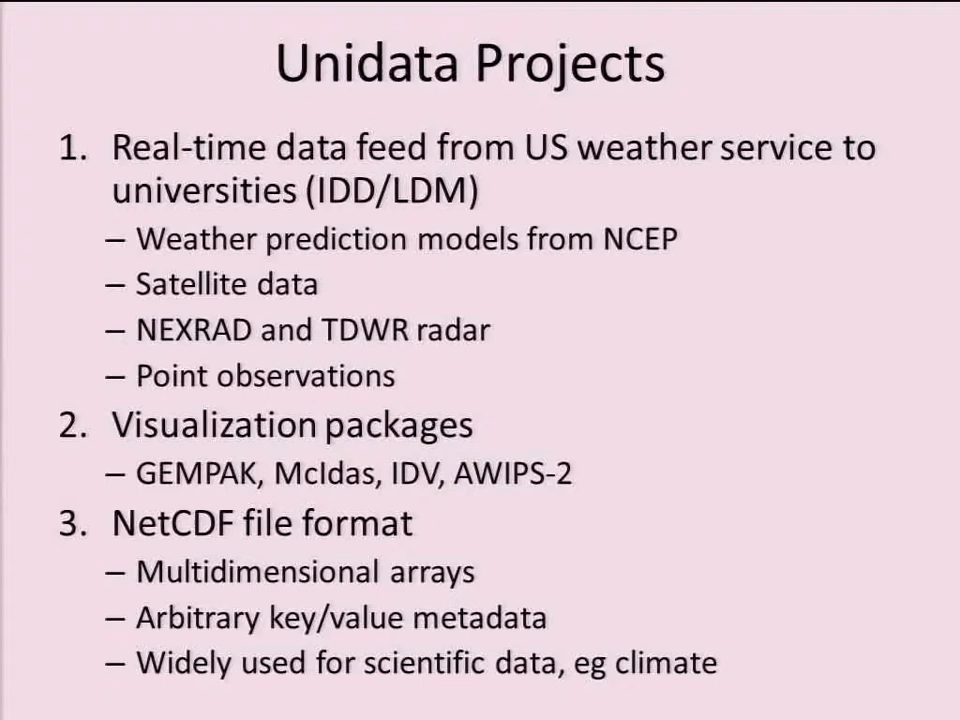 Unidata Projects
1. Real-time data feed from US weather service to
universities (IDD/LDM)
– Weather prediction models from NCEP
– Satellite data
– NEXRAD and TDWR radar
– Point observations
2. Visualization packages
– GEMPAK, McIdas, IDV, AWIPS-2
3. NetCDF file format
– Multidimensional arrays
– Arbitrary key/value metadata
– Widely used for scientific data, eg climate